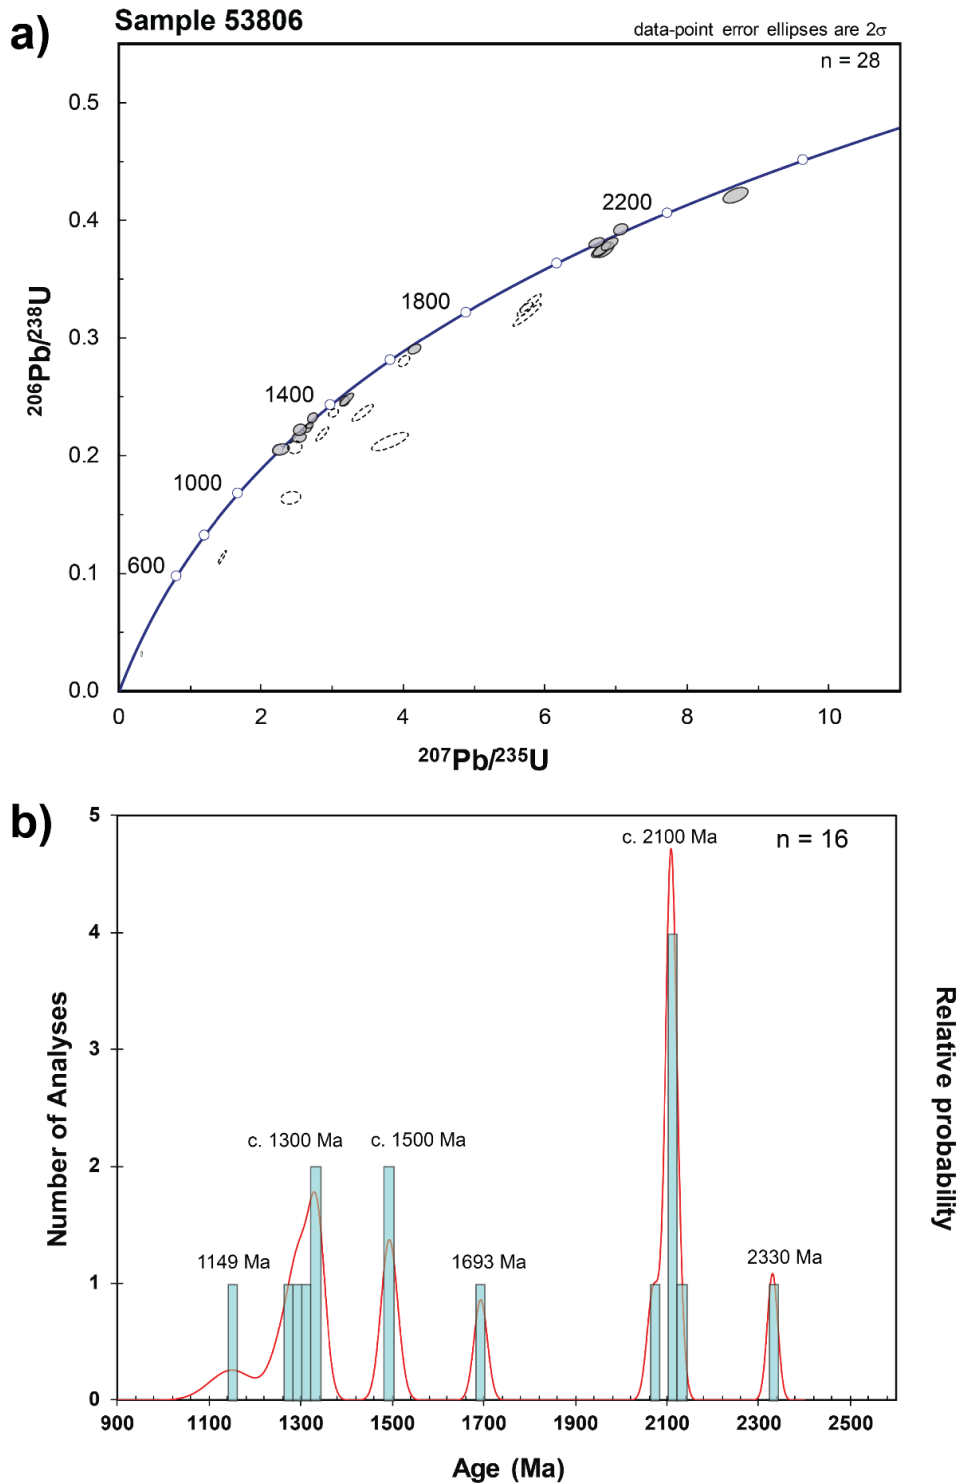 a)
Sample 53806
data-point error ellipses are 2σ
n = 28
0.5
0.4
0.3
0.2
0.1
0.0
2200
1800
1400
1000
600
206Pb/238U
0 2 4 6 8 10
207Pb/235U
b)
5
4
3
2
1
0
n = 16
c. 2100 Ma
c. 1300 Ma
c. 1500 Ma
1149 Ma
1693 Ma
2330 Ma
Number of Analyses
Relative probability
900 1100 1300 1500 1700 1900 2100 2300 2500
Age (Ma)